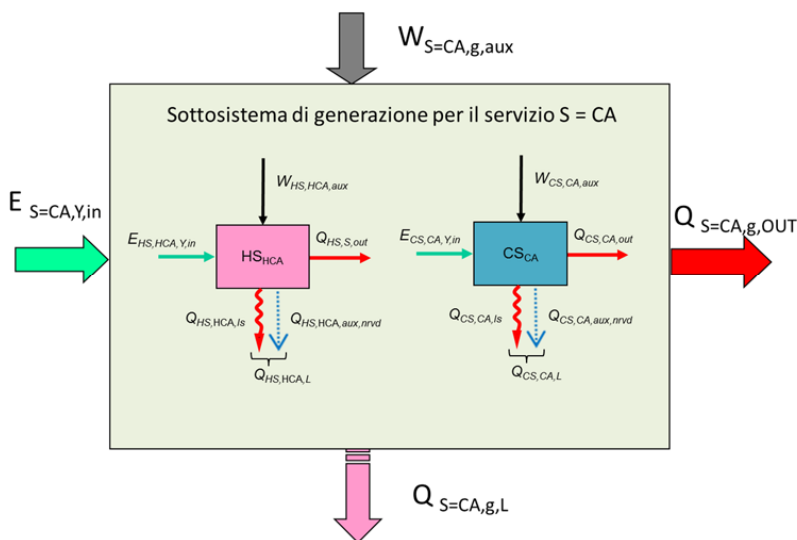 W S=CA,g,aux
Sottosistema di generazione per il servizio S = CA
E S=CA,Y,in
W HS,HCA,aux
W CS,CA,aux
E HS,HCA,Y,in
HS HCA
Q HS,S,out
E CS,CA,Y,in
CS CA
Q CS,CA,out
Q S=CA,g,OUT
Q HS,HCA,ls
Q HS,HCA,aux,nrvd
Q CS,CA,ls
Q CS,CA,aux,nrvd
Q HS,HCA,L
Q CS,CA,L
Q S=CA,g,L